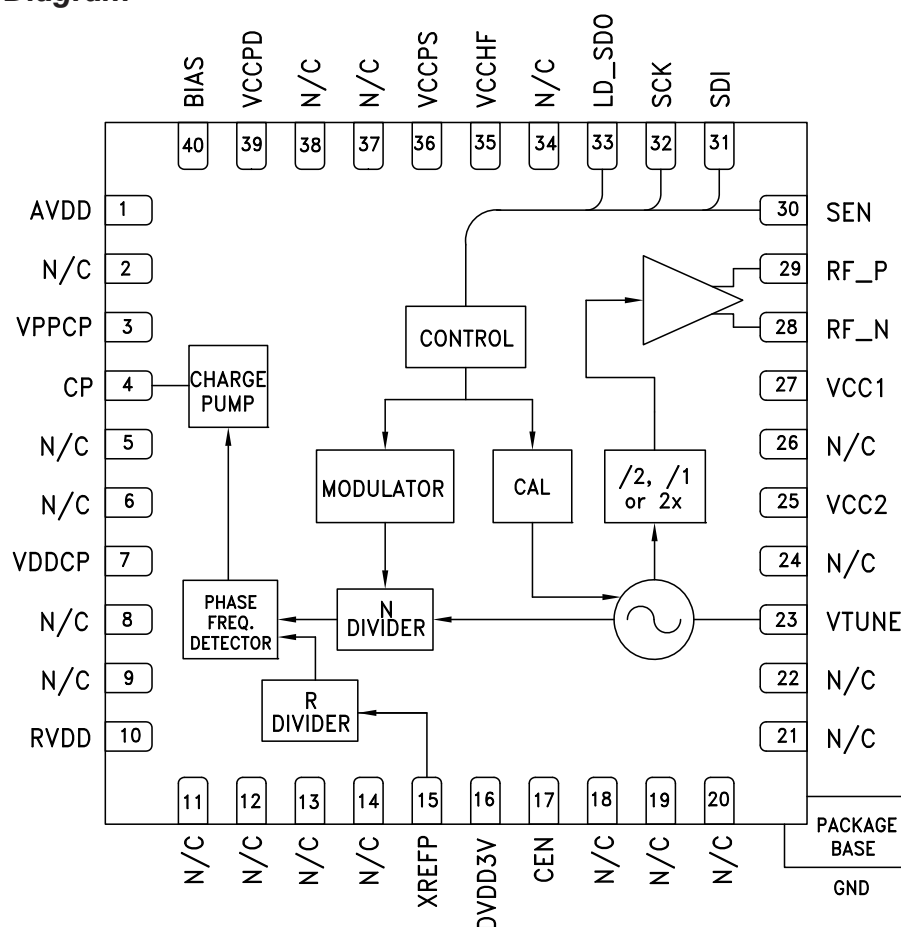 Diagram
BIAS
VCCPD
N/C
N/C
VCCPS
VCCHF
N/C
LD_SDO
SCK
SDI
40
39
38
37
36
35
34
33
32
31
AVDD
1
N/C
2
VPPCP
3
CP
4
N/C
5
N/C
6
VDDCP
7
N/C
8
N/C
9
RVDD
10
30
SEN
29
RF_P
28
RF_N
27
VCC1
26
N/C
25
VCC2
24
N/C
23
VTUNE
22
N/C
21
N/C
CONTROL
CHARGE
PUMP
MODULATOR
CAL
/2, /1
or 2x
PHASE
FREQ.
DETECTOR
N
DIVIDER
R
DIVIDER
11
12
13
14
15
16
17
18
19
20
N/C
N/C
N/C
N/C
XREFP
DVDD3V
CEN
N/C
N/C
N/C
PACKAGE
BASE
GND